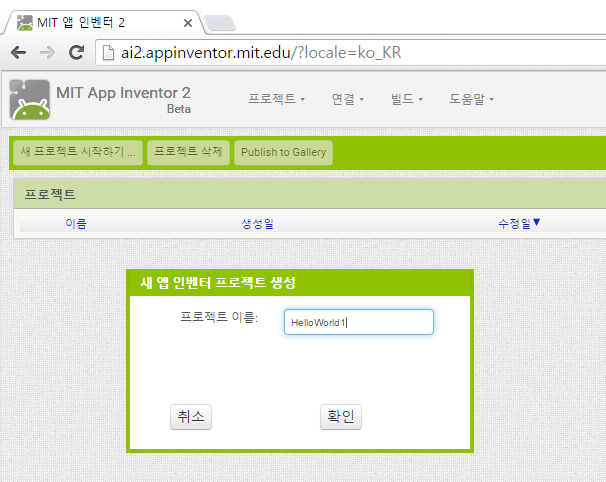 MIT 앱 인벤터 2
ai2.appinventor.mit.edu/?locale=ko_KR
MIT App Inventor 2
Beta
프로젝트 연결 빌드 도움말
새 프로젝트 시작하기 ... 프로젝트 삭제 Publish to Gallery
프로젝트
이름 생성일 수정일
새 앱 인벤터 프로젝트 생성
프로젝트 이름: HelloWorld1
취소 확인